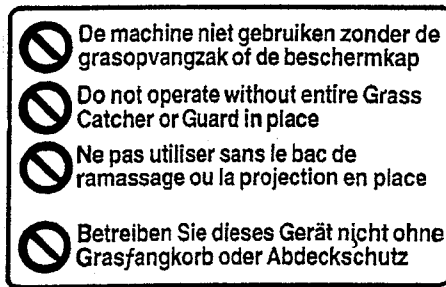 De machine niet gebruiken zonder de
grasopvangzak of de beschermkap
Do not operate without entire Grass
Catcher or Guard in place
Ne pas utiliser sans le bac de
ramassage ou la projection en place
Betreiben Sie dieses Gerät nicht ohne
Grasfangkorb oder Abdeckschutz